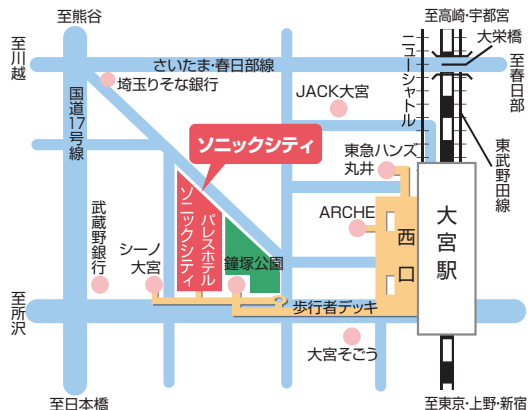 至熊谷
至高崎・宇都宮
大栄橋
至川越
さいたま・春日部線
ニューシャトル
至春日部
埼玉りそな銀行
JACK大宮
国道17号線
ソニックシティ
東急ハンズ
丸井
東武野田線
武蔵野銀行
シーノ
大宮
ソニックシティ
パレスホテル
鐘塚公園
ARCHE
西口
大宮駅
至所沢
歩行者デッキ
大宮そごう
至日本橋
至東京・上野・新宿